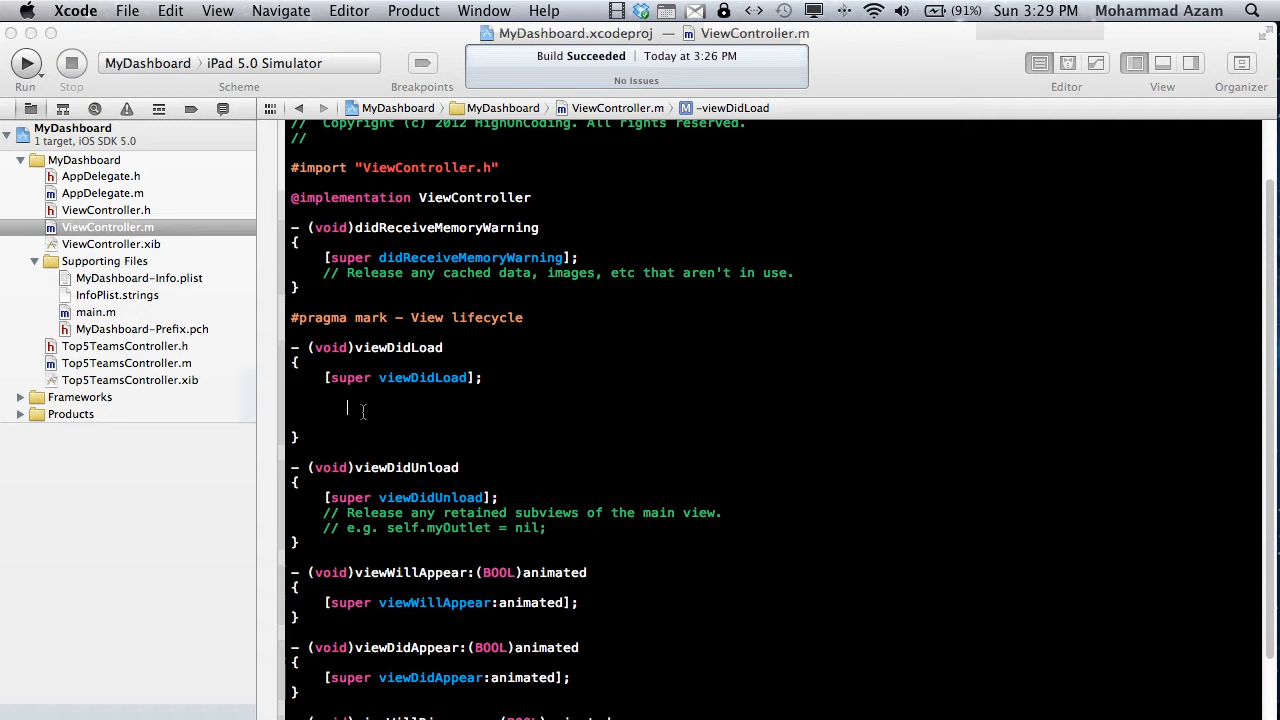 Xcode File Edit View Navigate Editor Product Window Help (91%) Sun 3:29 PM Mohammad Azam
MyDashboard.xcodeproj — ViewController.m
MyDashboard iPad 5.0 Simulator
Build Succeeded Today at 3:26 PM
No Issues
Run Stop Scheme Breakpoints Editor View Organizer
MyDashboard MyDashboard ViewController.m -viewDidLoad
MyDashboard
1 target, iOS SDK 5.0
MyDashboard
AppDelegate.h
AppDelegate.m
ViewController.h
ViewController.m
ViewController.xib
Supporting Files
MyDashboard-Info.plist
InfoPlist.strings
main.m
MyDashboard-Prefix.pch
Top5TeamsController.h
Top5TeamsController.m
Top5TeamsController.xib
Frameworks
Products
// Copyright (c) 2012 HighOnCoding. All rights reserved.
//
#import "ViewController.h"
@implementation ViewController
- (void)didReceiveMemoryWarning
{
[super didReceiveMemoryWarning];
// Release any cached data, images, etc that aren't in use.
}
#pragma mark - View lifecycle
- (void)viewDidLoad
{
[super viewDidLoad];
}
- (void)viewDidUnload
{
[super viewDidUnload];
// Release any retained subviews of the main view.
// e.g. self.myOutlet = nil;
}
- (void)viewWillAppear:(BOOL)animated
{
[super viewWillAppear:animated];
}
- (void)viewDidAppear:(BOOL)animated
{
[super viewDidAppear:animated];
}